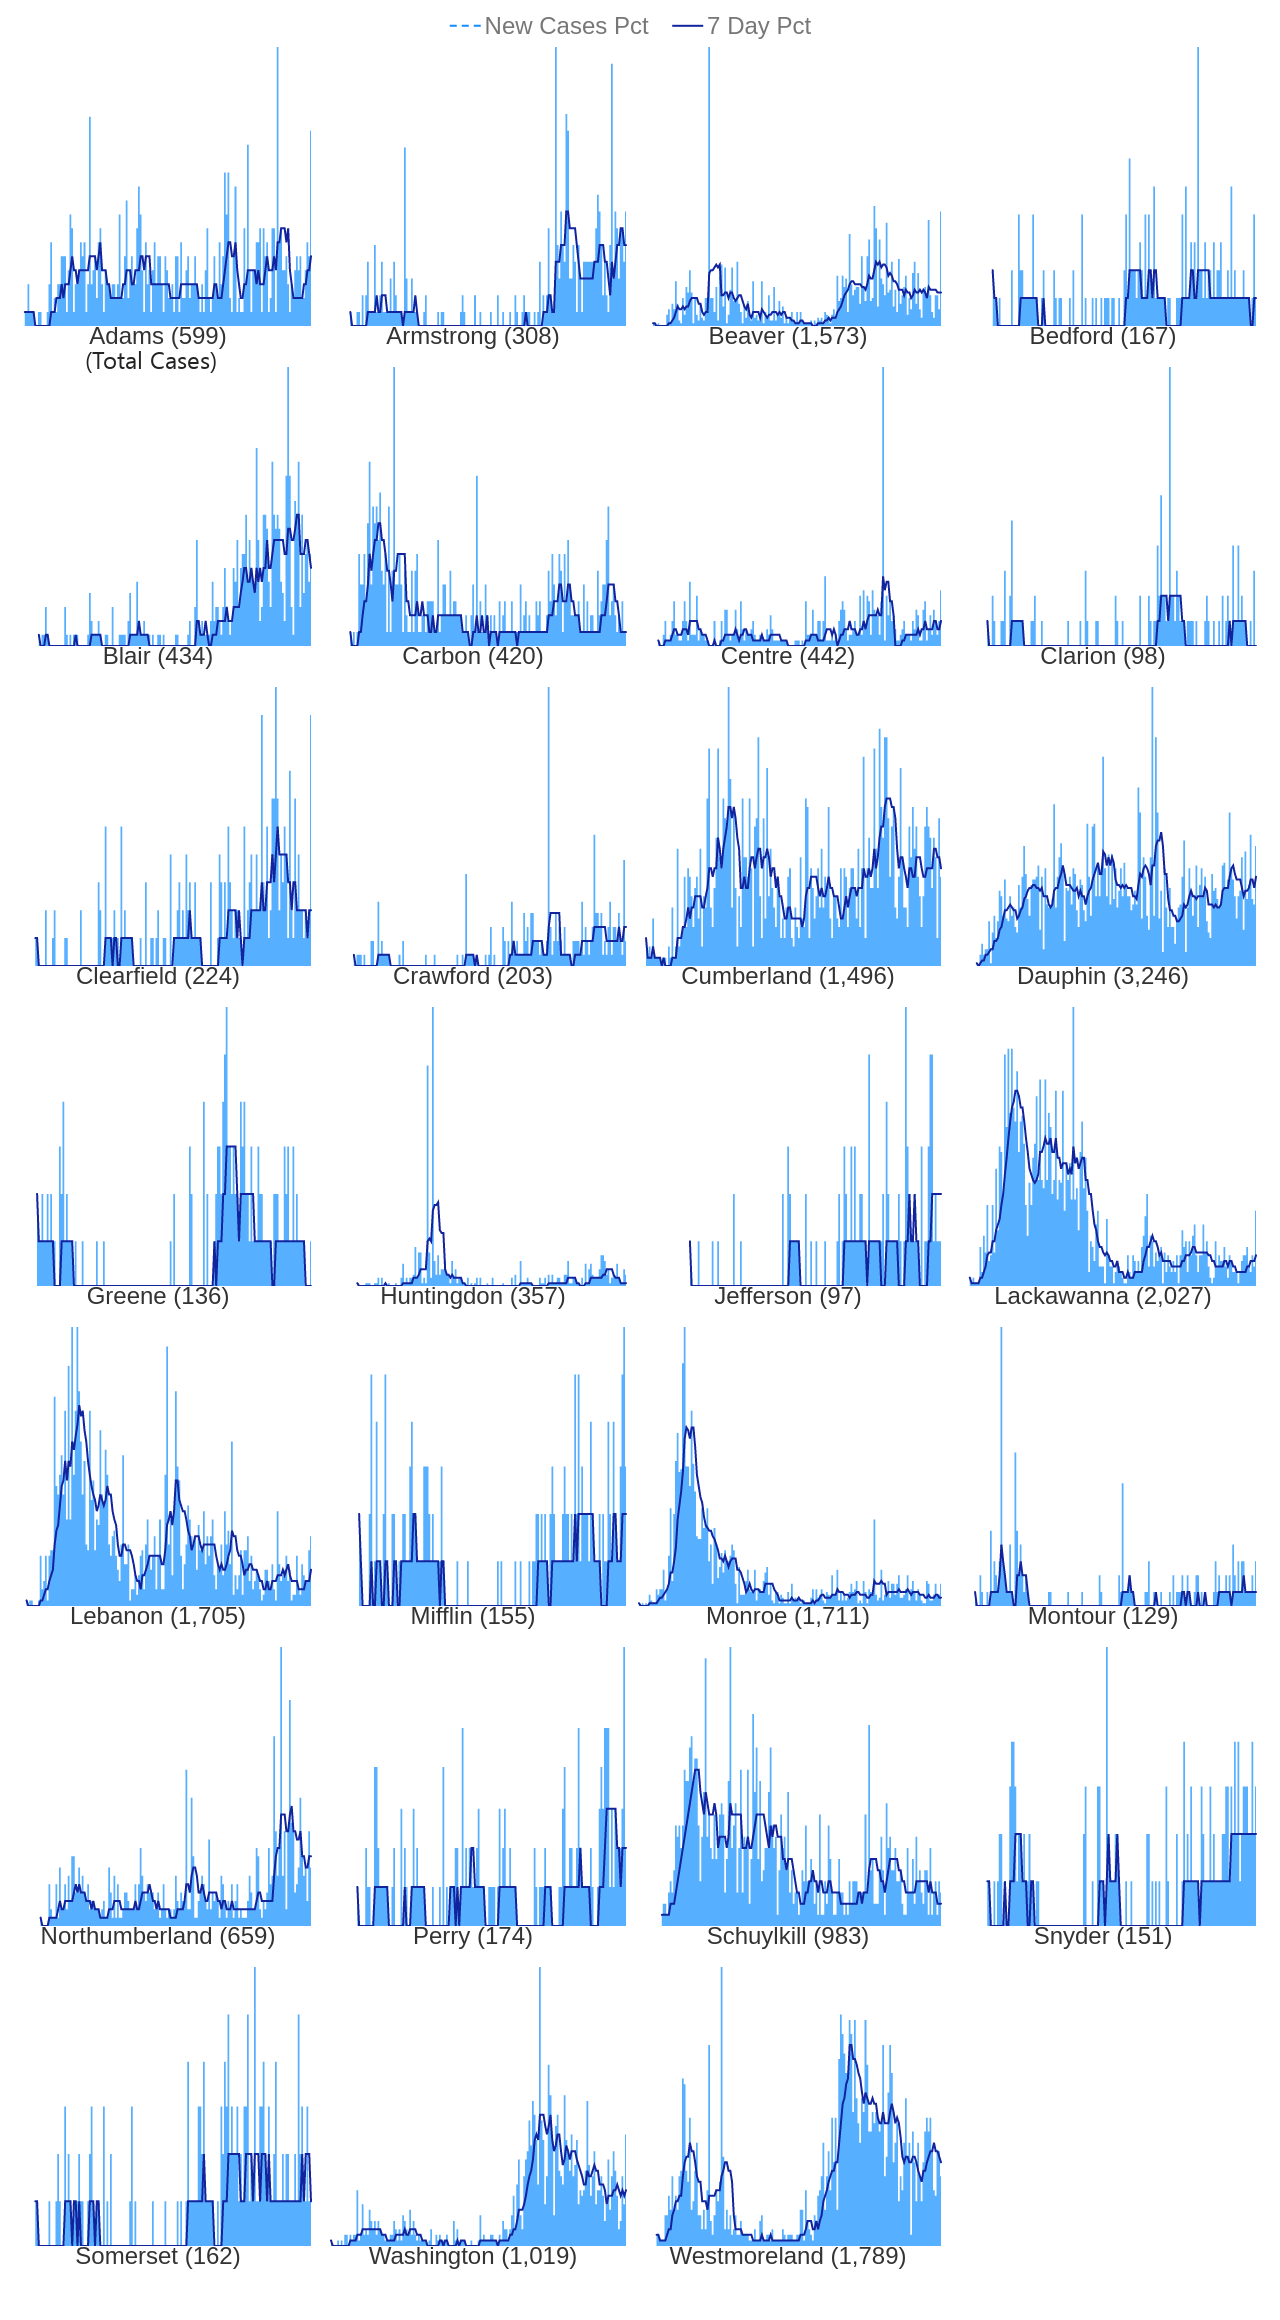 New Cases Pct 7 Day Pct
Adams (599) Armstrong (308) Beaver (1,573) Bedford (167)
(Total Cases)
Blair (434) Carbon (420) Centre (442) Clarion (98)
Clearfield (224) Crawford (203) Cumberland (1,496) Dauphin (3,246)
Greene (136) Huntingdon (357) Jefferson (97) Lackawanna (2,027)
Lebanon (1,705) Mifflin (155) Monroe (1,711) Montour (129)
Northumberland (659) Perry (174) Schuylkill (983) Snyder (151)
Somerset (162) Washington (1,019) Westmoreland (1,789)